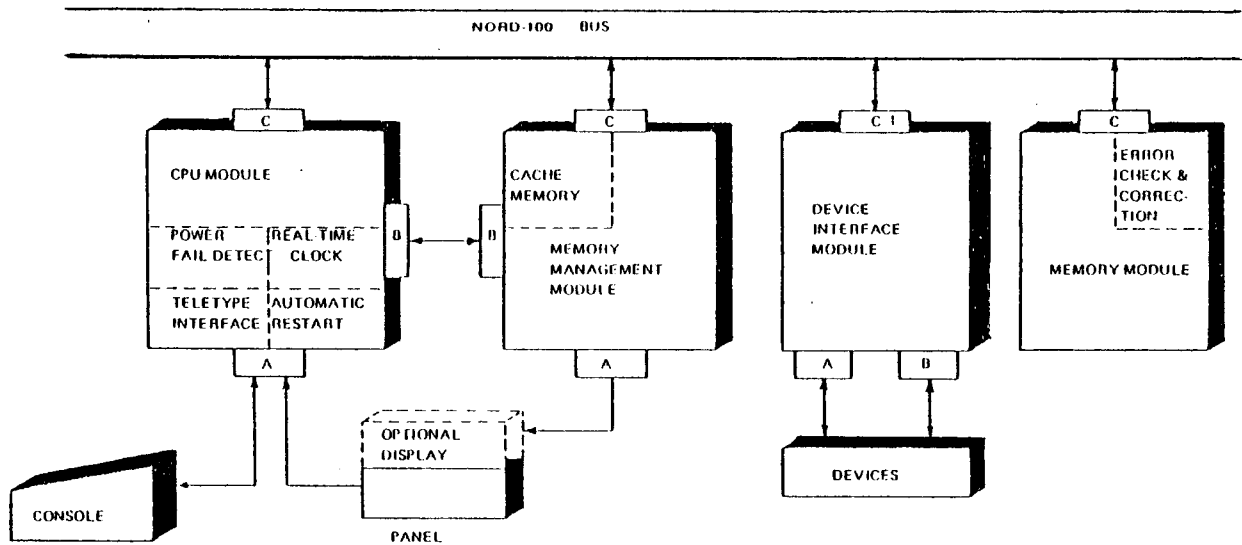 NORD-100 BUS
C
C
C
C
CPU MODULE
POWER
FAIL DETEC
REAL-TIME
CLOCK
TELETYPE
INTERFACE
AUTOMATIC
RESTART
B
B
A
CACHE
MEMORY
MEMORY
MANAGEMENT
MODULE
A
DEVICE
INTERFACE
MODULE
A
B
ERROR
CHECK &
CORREC-
TION
MEMORY MODULE
OPTIONAL
DISPLAY
DEVICES
CONSOLE
PANEL